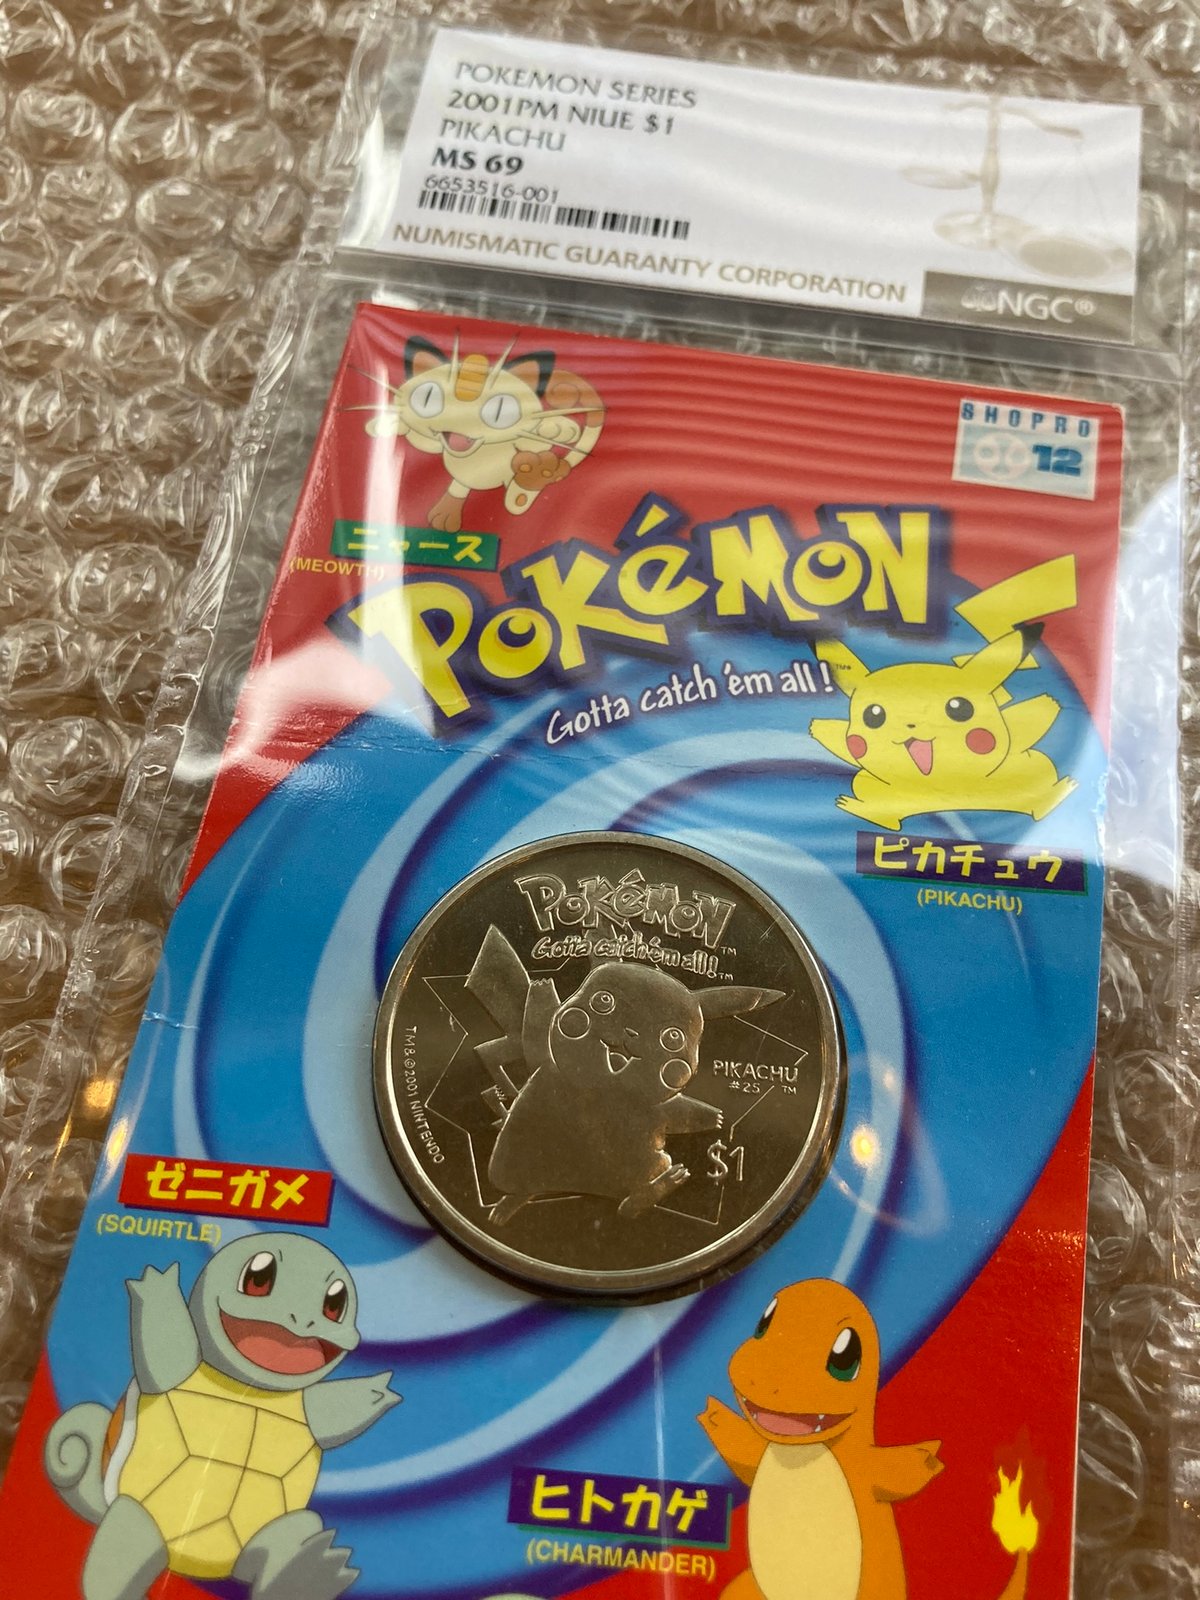 POKEMON SERIES
2001PM NIUE $1
PIKACHU
MS 69
6653516-001
NUMISMATIC GUARANTY CORPORATION
NGC®
SHOPRO
12
ニャース
(MEOWTH)
POKéMON
Gotta catch 'em all!™
ピカチュウ
(PIKACHU)
POKéMON™
Gotta catch 'em all!™
PIKACHU
#25 ™
$1
TM&©2001 NINTENDO
ゼニガメ
(SQUIRTLE)
ヒトカゲ
(CHARMANDER)